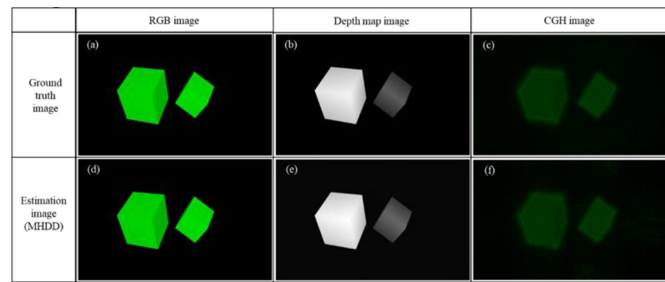 RGB image Depth map image CGH image
Ground truth image
(a) (b) (c)
Estimation image (MHDD)
(d) (e) (f)